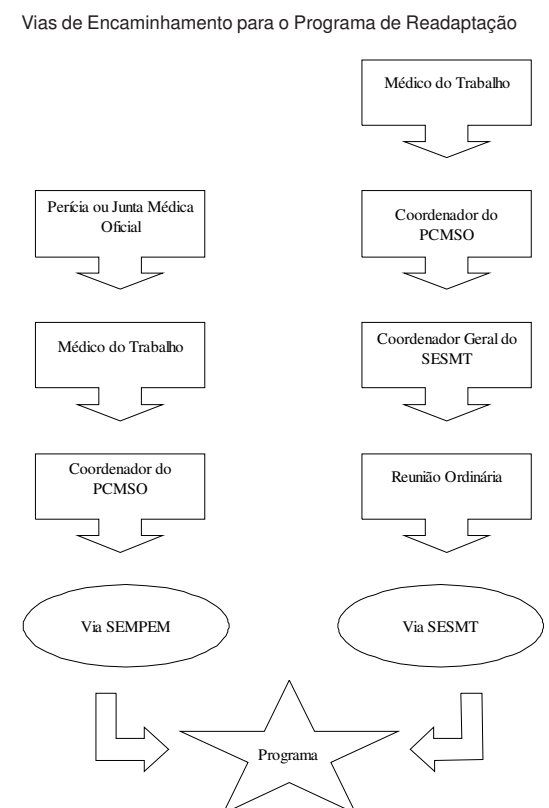 Vias de Encaminhamento para o Programa de Readaptação
Médico do Trabalho
Perícia ou Junta Médica
Oficial
Coordenador do
PCMSO
Médico do Trabalho
Coordenador Geral do
SESMT
Coordenador do
PCMSO
Reunião Ordinária
Via SEMPEM
Via SESMT
Programa